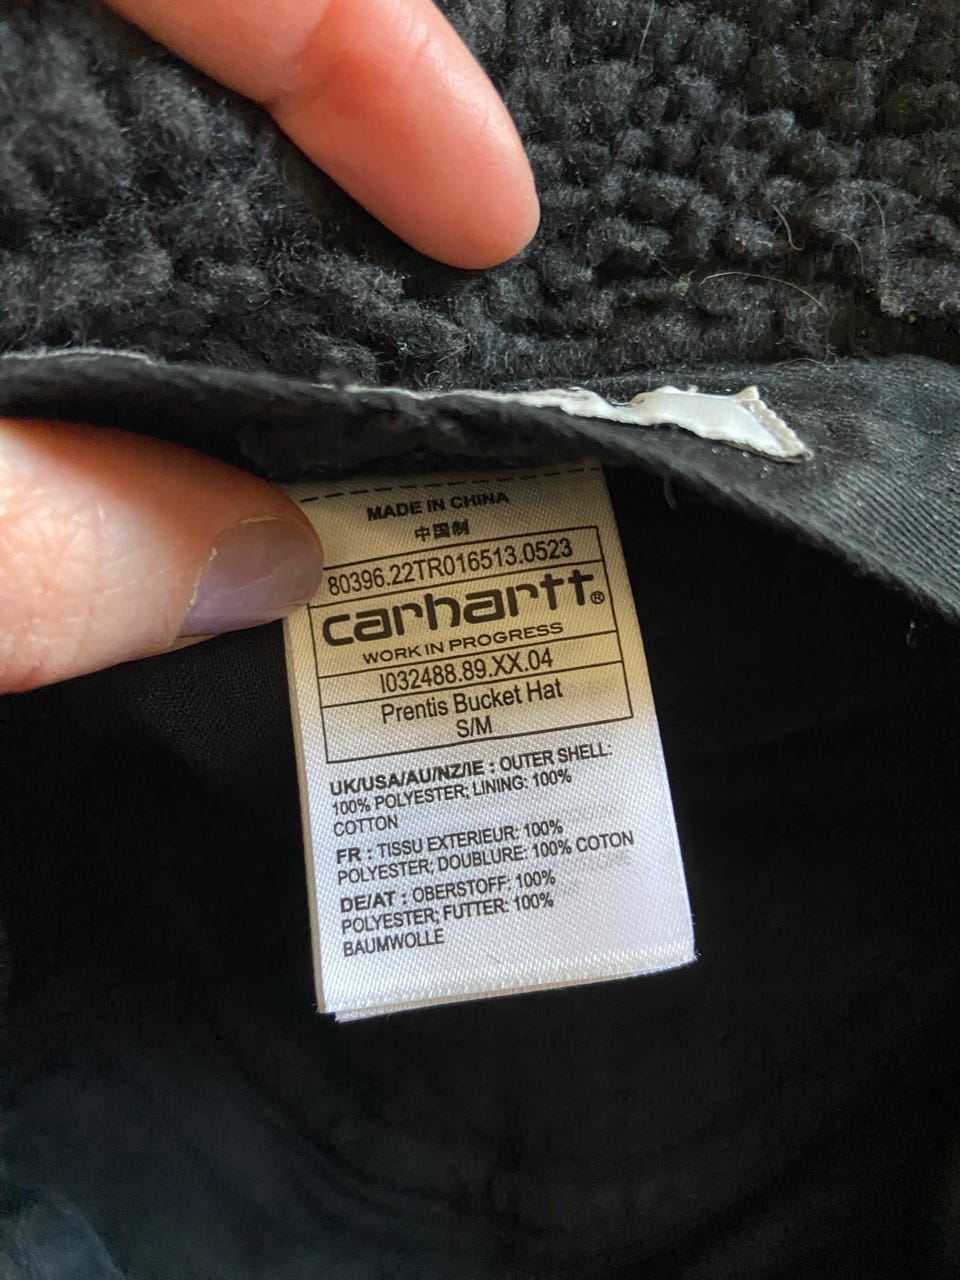 MADE IN CHINA
中国制
80396.22TR016513.0523
carhartt®
WORK IN PROGRESS
I032488.89.XX.04
Prentis Bucket Hat
S/M
UK/USA/AU/NZ/IE : OUTER SHELL:
100% POLYESTER; LINING: 100%
COTTON
FR : TISSU EXTERIEUR: 100%
POLYESTER; DOUBLURE: 100% COTON
DE/AT : OBERSTOFF: 100%
POLYESTER; FUTTER: 100%
BAUMWOLLE